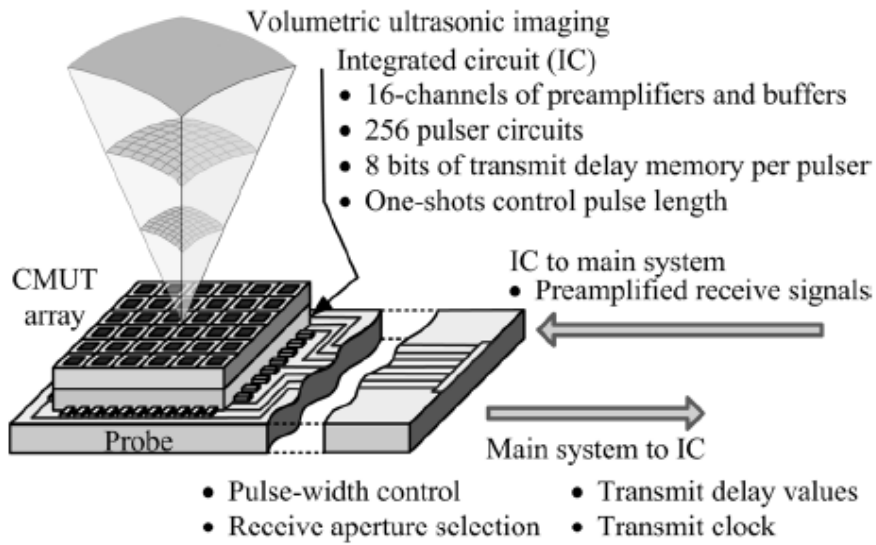 Volumetric ultrasonic imaging
Integrated circuit (IC)
• 16-channels of preamplifiers and buffers
• 256 pulser circuits
• 8 bits of transmit delay memory per pulser
• One-shots control pulse length
CMUT
array
IC to main system
• Preamplified receive signals
Probe
Main system to IC
• Pulse-width control
• Receive aperture selection
• Transmit delay values
• Transmit clock